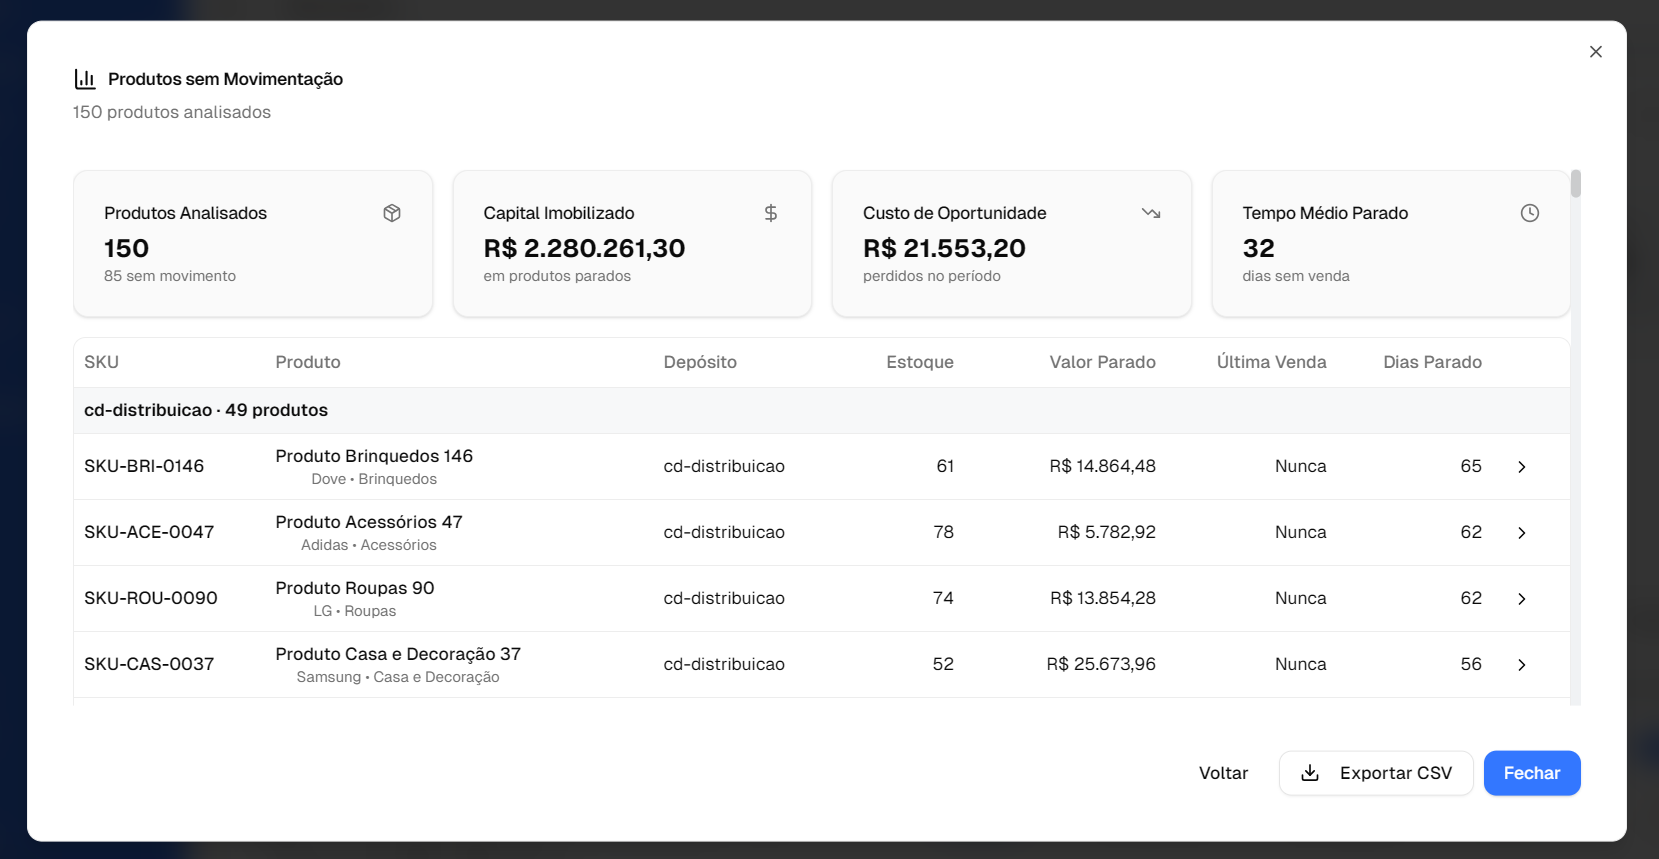 Produtos sem Movimentação
150 produtos analisados
Produtos Analisados
150
85 sem movimento
Capital Imobilizado
R$ 2.280.261,30
em produtos parados
Custo de Oportunidade
R$ 21.553,20
perdidos no período
Tempo Médio Parado
32
dias sem venda
SKU Produto Depósito Estoque Valor Parado Última Venda Dias Parado
cd-distribuicao · 49 produtos
SKU-BRI-0146 Produto Brinquedos 146 cd-distribuicao 61 R$ 14.864,48 Nunca 65
Dove • Brinquedos
SKU-ACE-0047 Produto Acessórios 47 cd-distribuicao 78 R$ 5.782,92 Nunca 62
Adidas • Acessórios
SKU-ROU-0090 Produto Roupas 90 cd-distribuicao 74 R$ 13.854,28 Nunca 62
LG • Roupas
SKU-CAS-0037 Produto Casa e Decoração 37 cd-distribuicao 52 R$ 25.673,96 Nunca 56
Samsung • Casa e Decoração
Voltar Exportar CSV Fechar